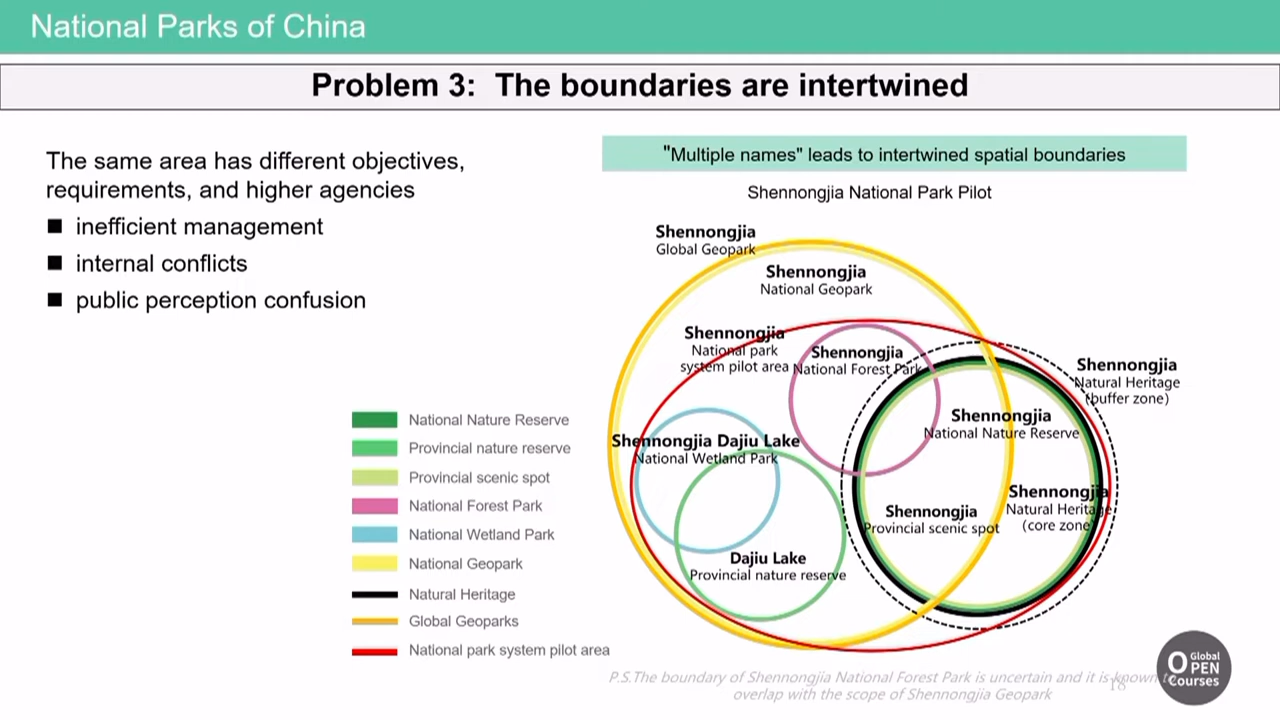 National Parks of China
Problem 3: The boundaries are intertwined
The same area has different objectives,
requirements, and higher agencies
■ inefficient management
■ internal conflicts
■ public perception confusion
"Multiple names" leads to intertwined spatial boundaries
Shennongjia National Park Pilot
Shennongjia
Global Geopark
Shennongjia
National Geopark
Shennongjia
National park
system pilot area
Shennongjia
National Forest Park
Shennongjia
Natural Heritage
(buffer zone)
Shennongjia
National Nature Reserve
Shennongjia Dajiu Lake
National Wetland Park
Shennongjia
Natural Heritage
(core zone)
Shennongjia
Provincial scenic spot
Dajiu Lake
Provincial nature reserve
National Nature Reserve
Provincial nature reserve
Provincial scenic spot
National Forest Park
National Wetland Park
National Geopark
Natural Heritage
Global Geoparks
National park system pilot area
P.S.The boundary of Shennongjia National Forest Park is uncertain and it is known to
overlap with the scope of Shennongjia Geopark
18
Global
OPEN
Courses